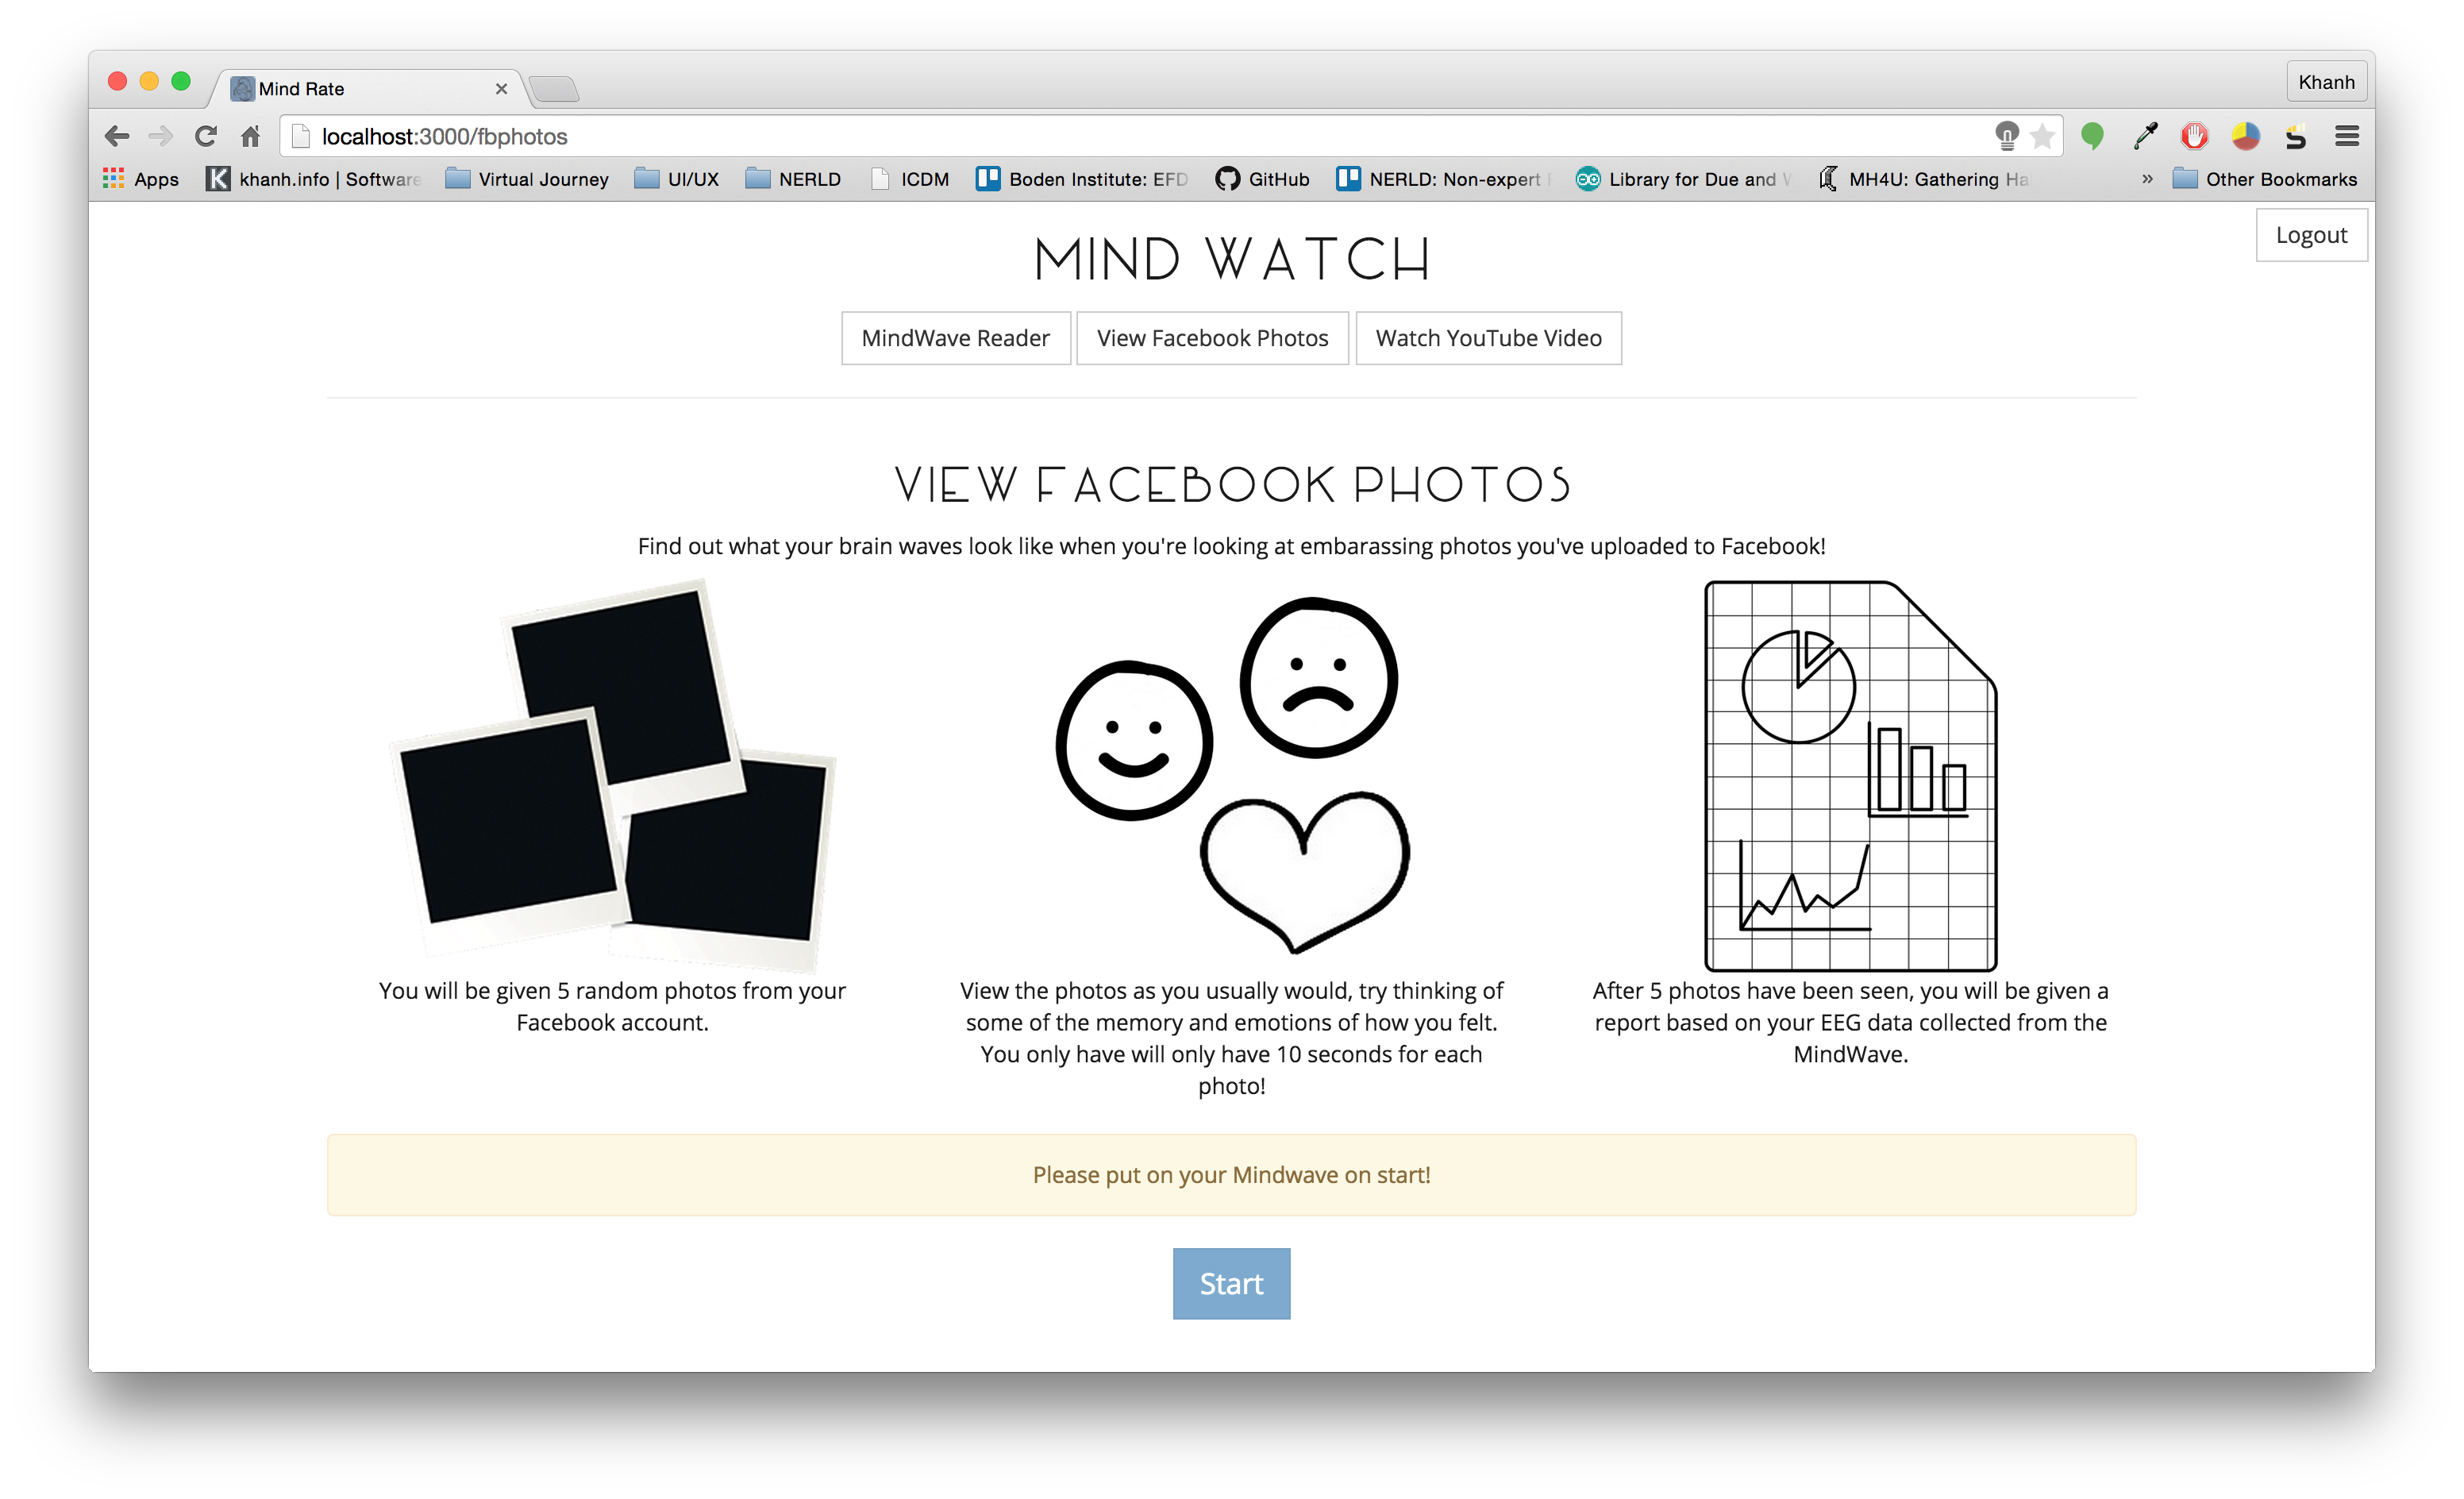 Mind Rate
Khanh
localhost:3000/fbphotos
Apps khanh.info | Software Virtual Journey UI/UX NERLD ICDM Boden Institute: EFD GitHub NERLD: Non-expert Library for Due and MH4U: Gathering Ha » Other Bookmarks
Logout
MIND WATCH
MindWave Reader View Facebook Photos Watch YouTube Video
VIEW FACEBOOK PHOTOS
Find out what your brain waves look like when you're looking at embarassing photos you've uploaded to Facebook!
You will be given 5 random photos from your
Facebook account.
View the photos as you usually would, try thinking of
some of the memory and emotions of how you felt.
You only have will only have 10 seconds for each
photo!
After 5 photos have been seen, you will be given a
report based on your EEG data collected from the
MindWave.
Please put on your Mindwave on start!
Start